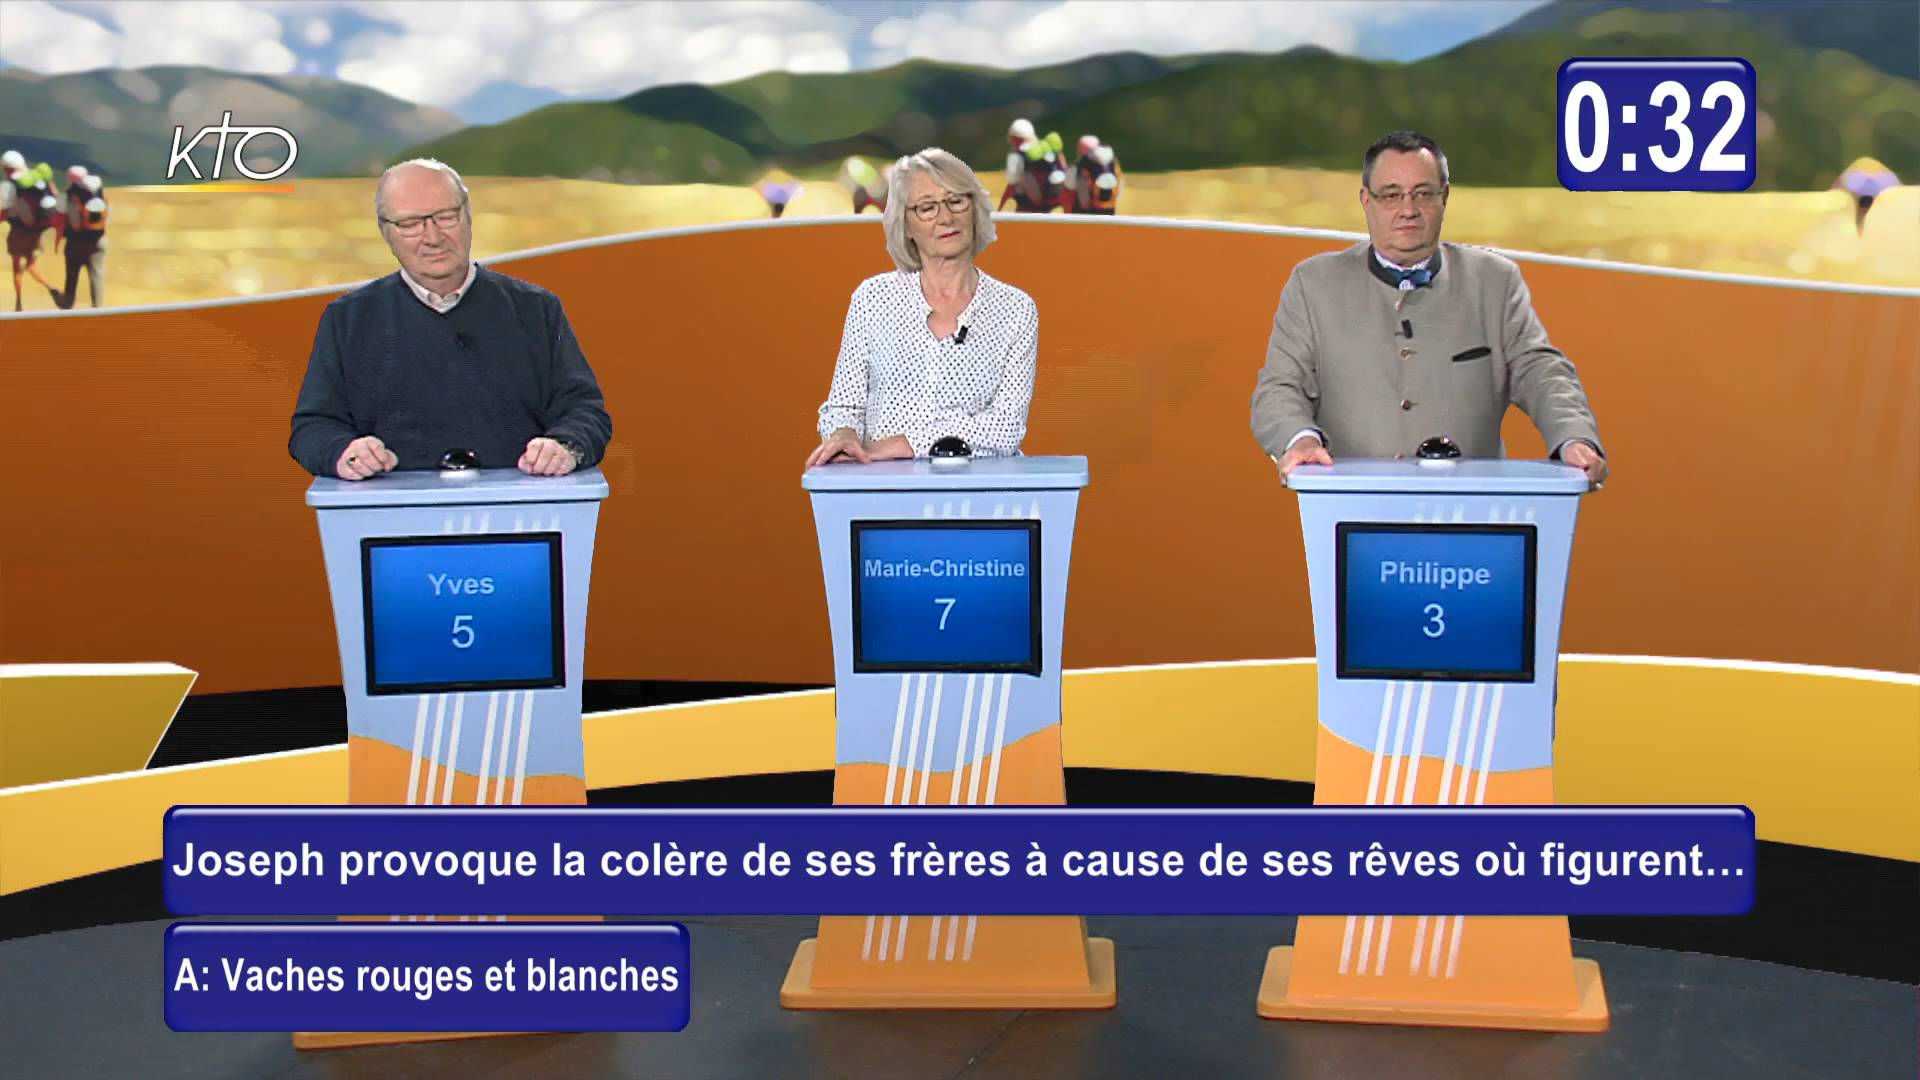 KTO
0:32
Yves
5
Marie-Christine
7
Philippe
3
Joseph provoque la colère de ses frères à cause de ses rêves où figurent...
A: Vaches rouges et blanches